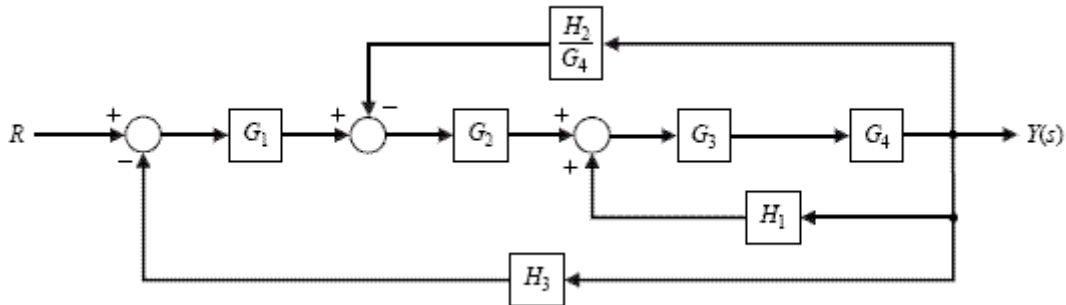 H₂
G₄
+
−
+
+
R
G₁
G₂
G₃
G₄
Y(s)
−
+
H₁
H₃